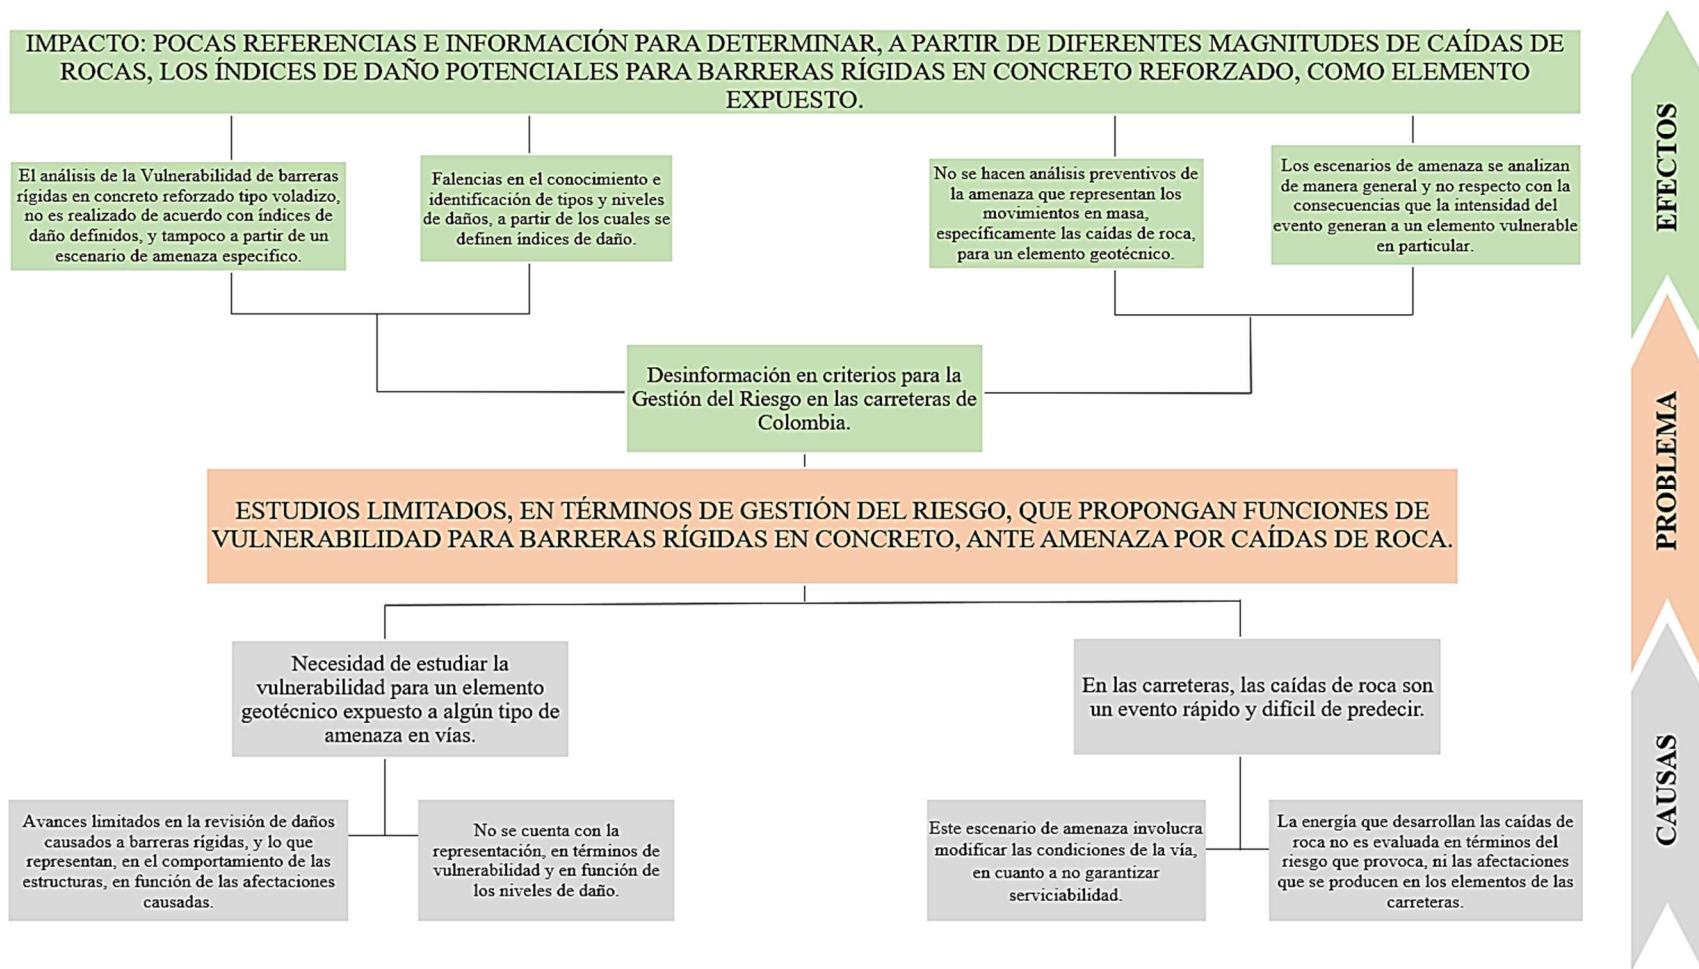 IMPACTO: POCAS REFERENCIAS E INFORMACIÓN PARA DETERMINAR, A PARTIR DE DIFERENTES MAGNITUDES DE CAÍDAS DE
ROCAS, LOS ÍNDICES DE DAÑO POTENCIALES PARA BARRERAS RÍGIDAS EN CONCRETO REFORZADO, COMO ELEMENTO
EXPUESTO.
El análisis de la Vulnerabilidad de barreras
rígidas en concreto reforzado tipo voladizo,
no es realizado de acuerdo con índices de
daño definidos, y tampoco a partir de un
escenario de amenaza especifico.
Falencias en el conocimiento e
identificación de tipos y niveles
de daños, a partir de los cuales se
definen índices de daño.
No se hacen análisis preventivos de
la amenaza que representan los
movimientos en masa,
específicamente las caídas de roca,
para un elemento geotécnico.
Los escenarios de amenaza se analizan
de manera general y no respecto con la
consecuencias que la intensidad del
evento generan a un elemento vulnerable
en particular.
Desinformación en criterios para la
Gestión del Riesgo en las carreteras de
Colombia.
ESTUDIOS LIMITADOS, EN TÉRMINOS DE GESTIÓN DEL RIESGO, QUE PROPONGAN FUNCIONES DE
VULNERABILIDAD PARA BARRERAS RÍGIDAS EN CONCRETO, ANTE AMENAZA POR CAÍDAS DE ROCA.
Necesidad de estudiar la
vulnerabilidad para un elemento
geotécnico expuesto a algún tipo de
amenaza en vías.
En las carreteras, las caídas de roca son
un evento rápido y difícil de predecir.
Avances limitados en la revisión de daños
causados a barreras rígidas, y lo que
representan, en el comportamiento de las
estructuras, en función de las afectaciones
causadas.
No se cuenta con la
representación, en términos de
vulnerabilidad y en función de
los niveles de daño.
Este escenario de amenaza involucra
modificar las condiciones de la vía,
en cuanto a no garantizar
serviciabilidad.
La energía que desarrollan las caídas de
roca no es evaluada en términos del
riesgo que provoca, ni las afectaciones
que se producen en los elementos de las
carreteras.
EFECTOS
PROBLEMA
CAUSAS